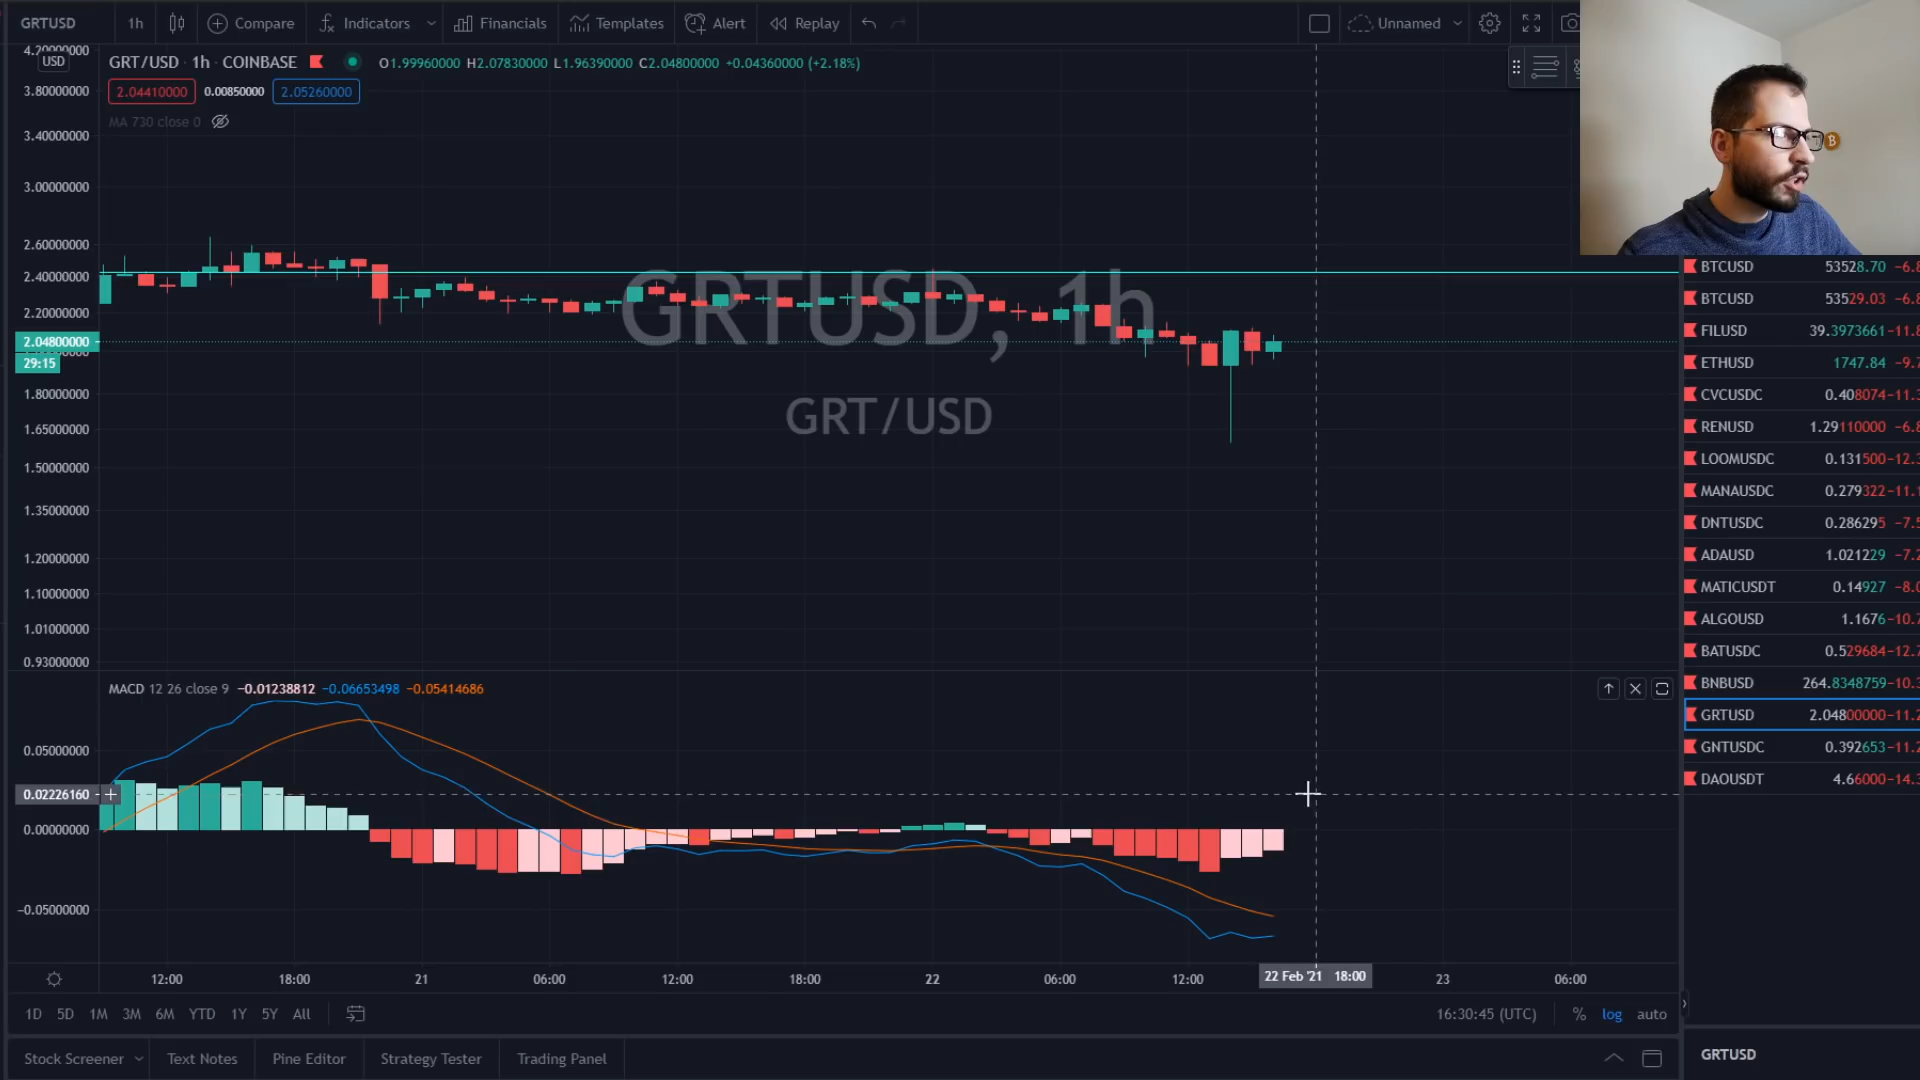 GRTUSD 1h Compare Indicators Financials Templates Alert Replay Unnamed
GRT/USD · 1h · COINBASE O1.99960000 H2.07830000 L1.96390000 C2.04800000 +0.04360000 (+2.18%)
2.04410000 0.00850000 2.05260000
MA 730 close 0
USD
3.80000000
3.40000000
3.00000000
2.60000000
2.40000000
2.20000000
2.04800000
29:15
1.80000000
1.65000000
1.50000000
1.35000000
1.20000000
1.10000000
1.01000000
0.93000000
GRTUSD, 1h
GRT/USD
MACD 12 26 close 9 −0.01238812 −0.06653498 −0.05414686
0.05000000
0.02226160
0.00000000
−0.05000000
12:00 18:00 21 06:00 12:00 18:00 22 06:00 12:00 22 Feb '21 18:00 23 06:00
1D 5D 1M 3M 6M YTD 1Y 5Y All 16:30:45 (UTC) % log auto
Stock Screener Text Notes Pine Editor Strategy Tester Trading Panel
BTCUSD 53528.70 −6.8
BTCUSD 53529.03 −6.8
FILUSD 39.3973661 −11.8
ETHUSD 1747.84 −9.7
CVCUSDC 0.408074 −11.3
RENUSD 1.29110000 −6.8
LOOMUSDC 0.131500 −12.3
MANAUSDC 0.279322 −11.1
DNTUSDC 0.286295 −7.5
ADAUSD 1.021229 −7.2
MATICUSDT 0.14927 −8.0
ALGOUSD 1.1676 −10.7
BATUSDC 0.529684 −12.7
BNBUSD 264.8348759 −10.3
GRTUSD 2.04800000 −11.2
GNTUSDC 0.392653 −11.2
DAOUSDT 4.66000 −14.3
GRTUSD